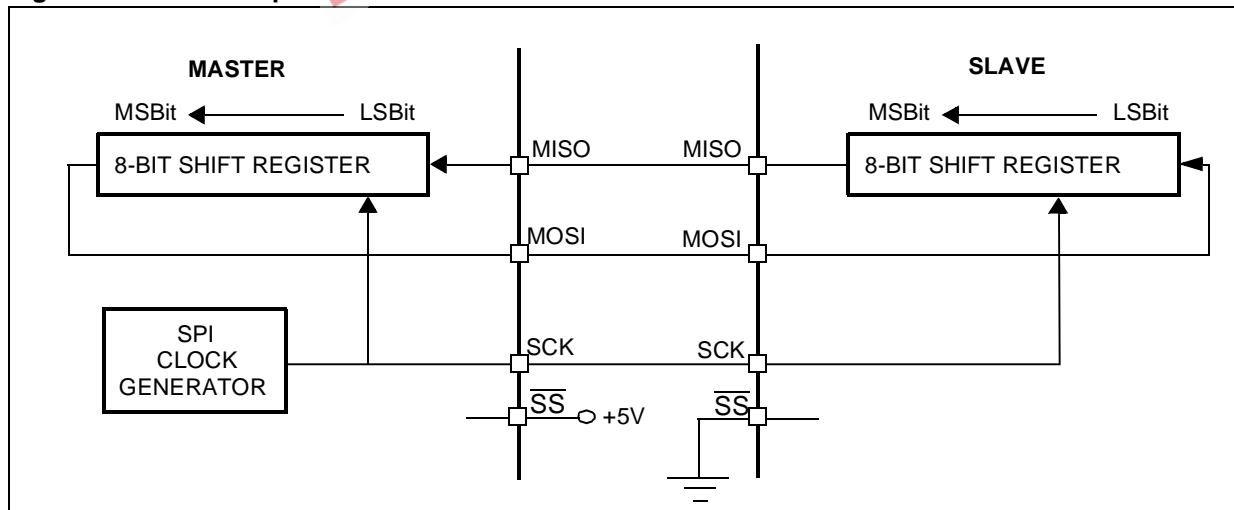 MASTER
SLAVE
MSBit
LSBit
MSBit
LSBit
8-BIT SHIFT REGISTER
MISO
MISO
8-BIT SHIFT REGISTER
MOSI
MOSI
SPI
CLOCK
GENERATOR
SCK
SCK
SS
+5V
SS